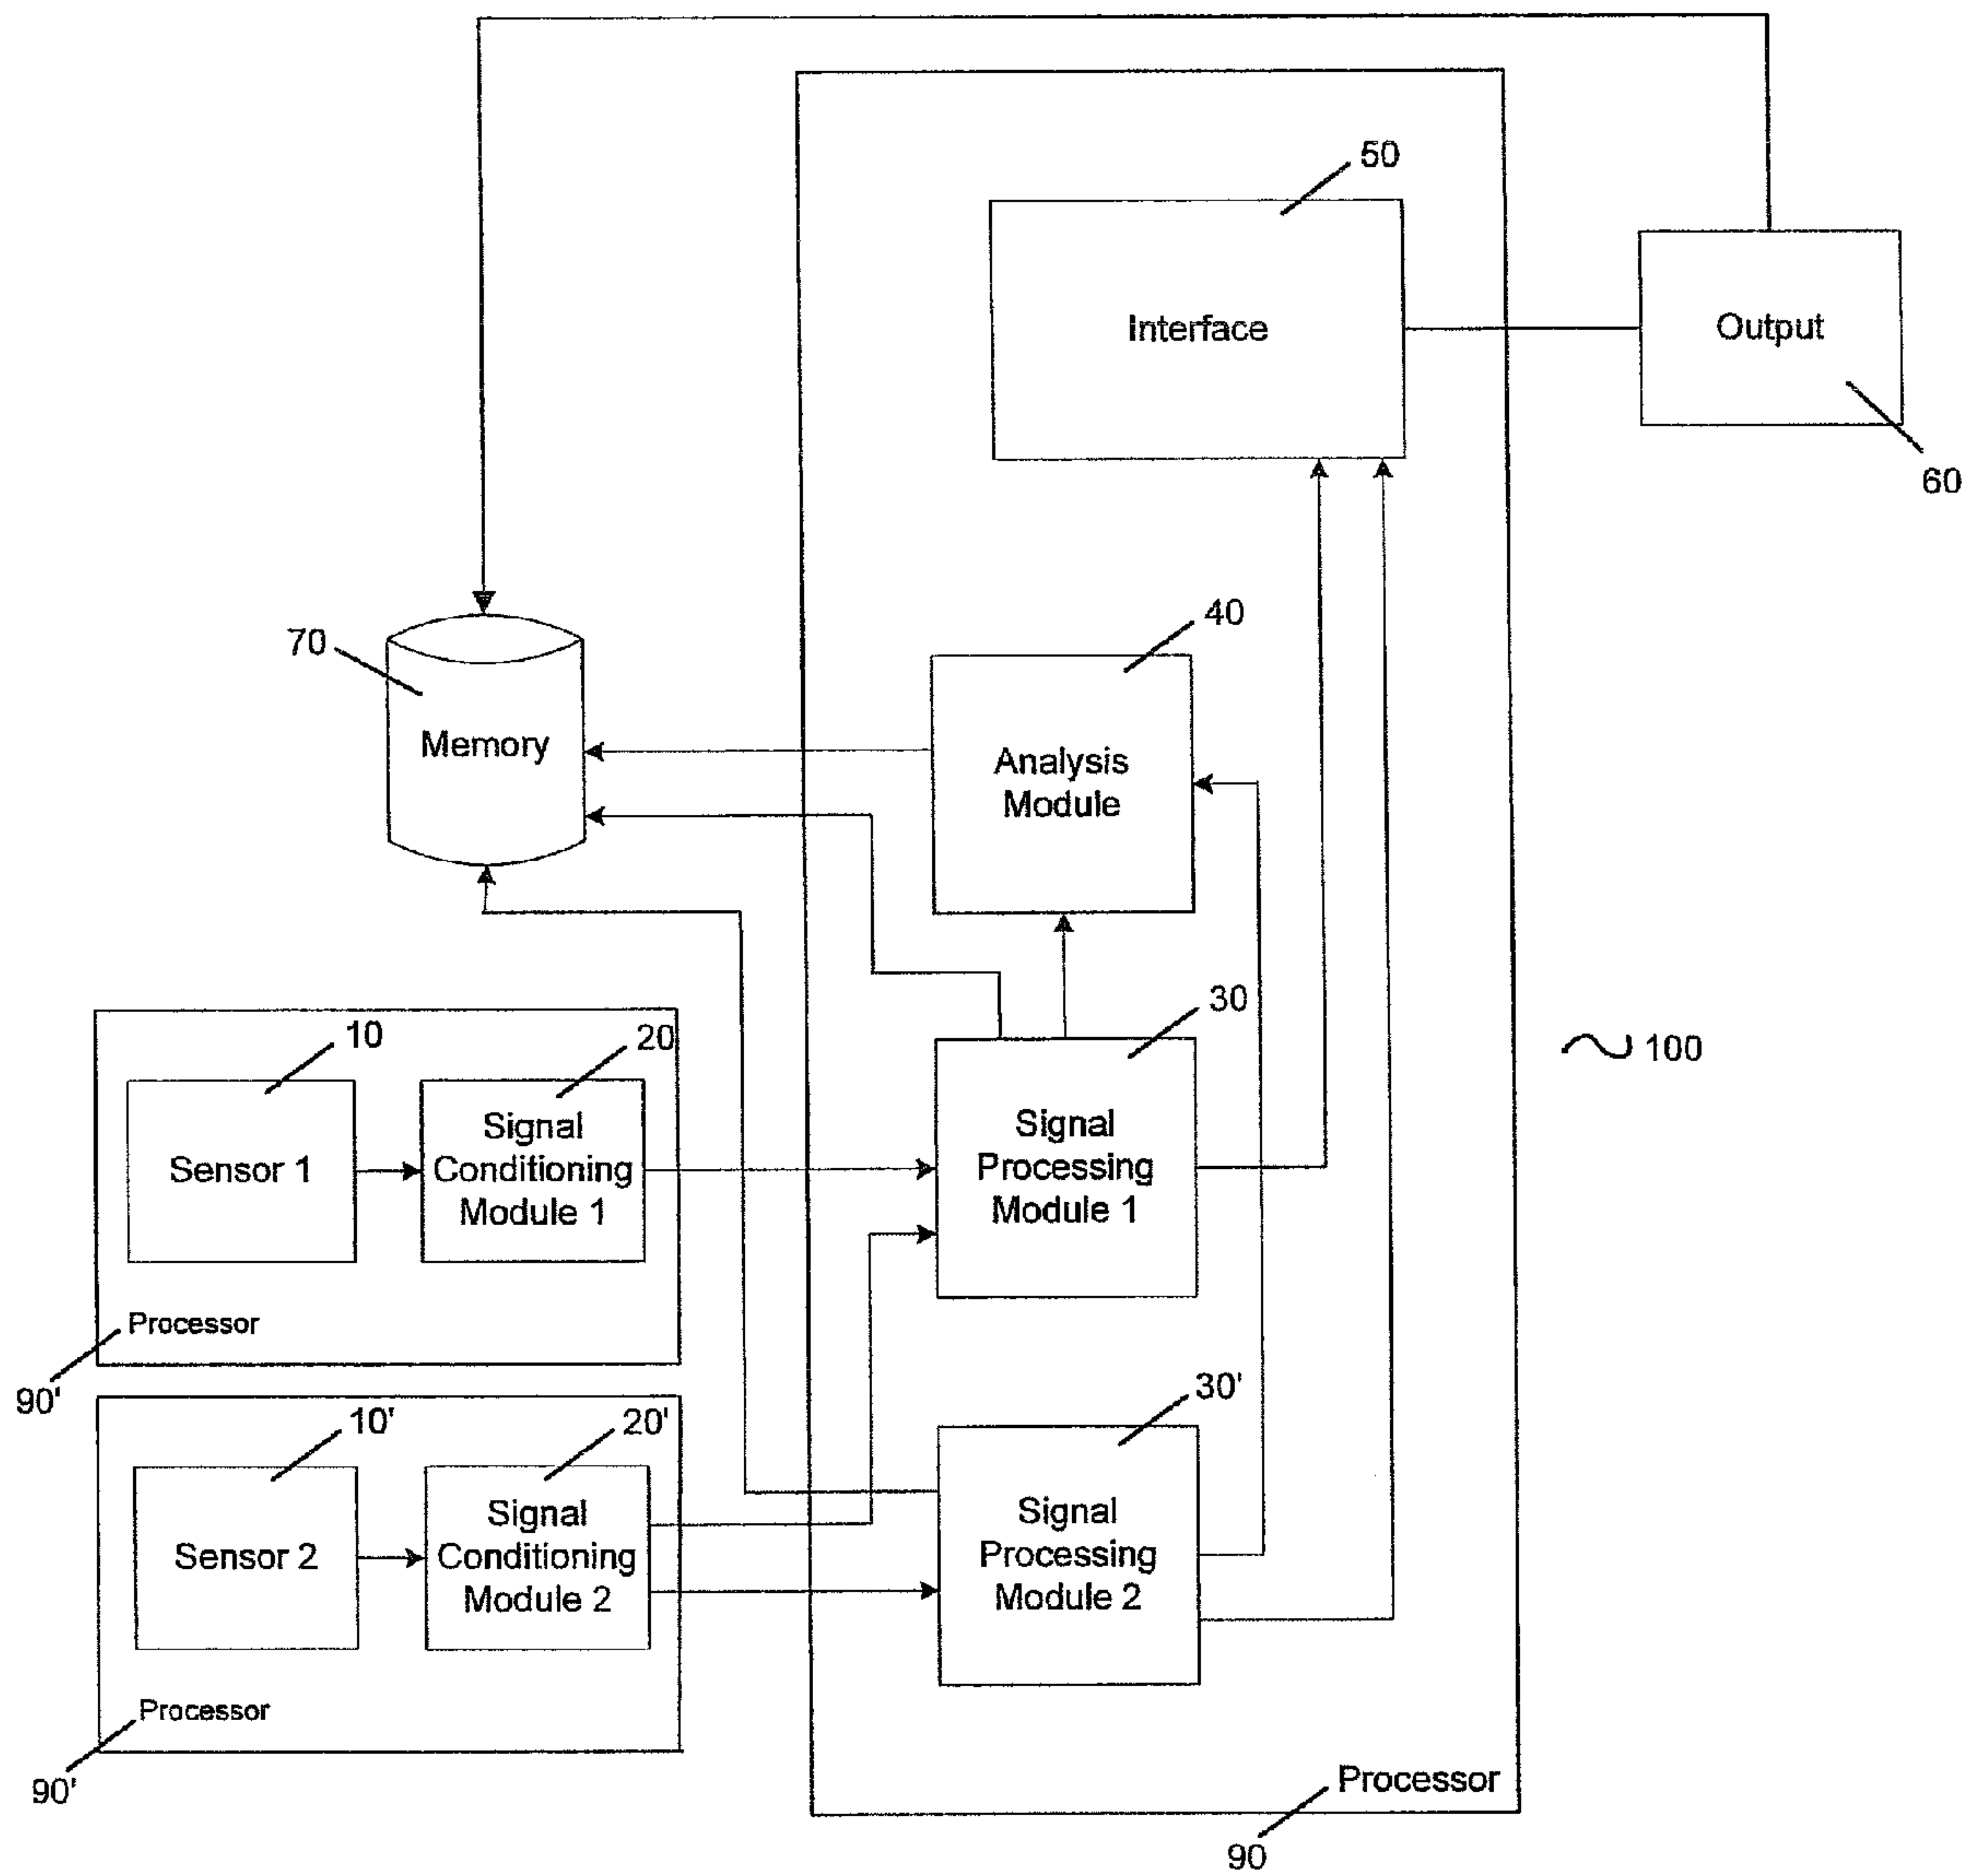 50
Interface
Output
60
40
70
Memory
Analysis
Module
30
100
10
20
Sensor 1
Signal
Conditioning
Module 1
Signal
Processing
Module 1
Processor
90'
10'
20'
30'
Sensor 2
Signal
Conditioning
Module 2
Signal
Processing
Module 2
Processor
90'
Processor
90